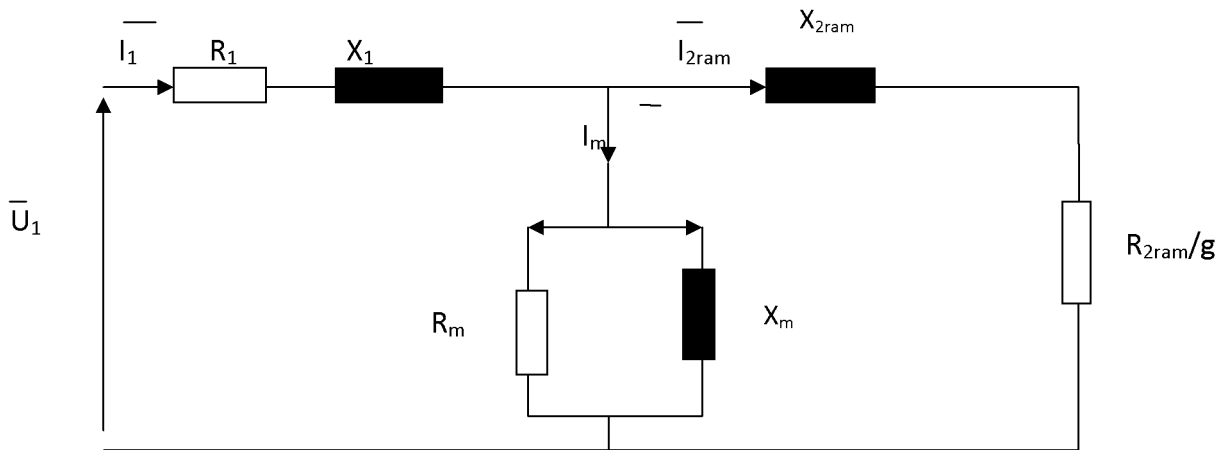 X₂ram
I₁ R₁ X₁ I₂ram
Iₘ
U₁
R₂ram/g
Rₘ Xₘ